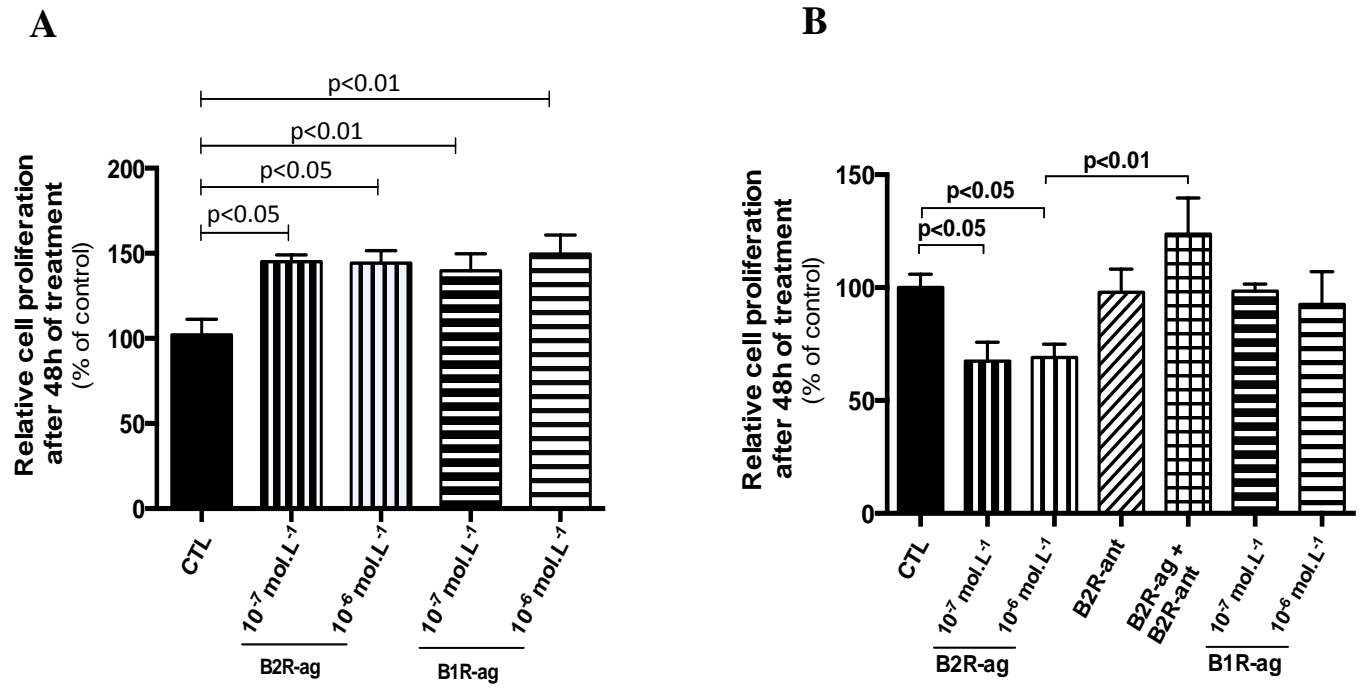 A
p<0.01
p<0.01
p<0.05
p<0.05
Relative cell proliferation
after 48h of treatment
(% of control)
200
150
100
50
0
CTL
10⁻⁷ mol.L⁻¹
10⁻⁶ mol.L⁻¹
10⁻⁷ mol.L⁻¹
10⁻⁶ mol.L⁻¹
B2R-ag
B1R-ag
B
p<0.01
p<0.05
p<0.05
Relative cell proliferation
after 48h of treatment
(% of control)
150
100
50
0
CTL
10⁻⁷ mol.L⁻¹
10⁻⁶ mol.L⁻¹
B2R-ant
B2R-ag +
B2R-ant
10⁻⁷ mol.L⁻¹
10⁻⁶ mol.L⁻¹
B2R-ag
B1R-ag